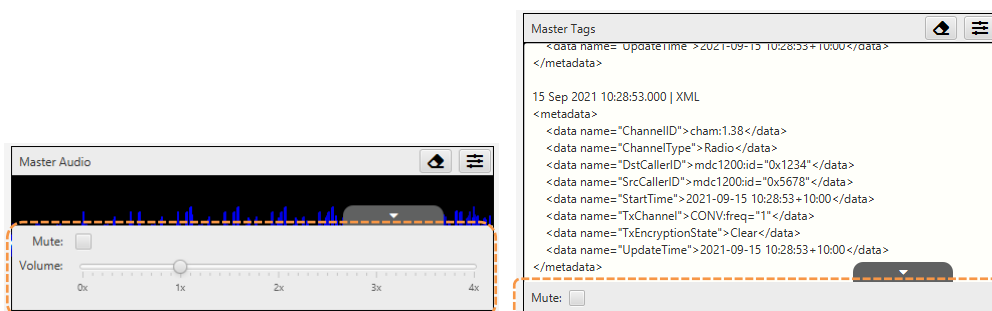 Master Audio
Mute:
Volume:
0x 1x 2x 3x 4x
Master Tags
<data name="UpdateTime">2021-09-15 10:28:53+10:00</data>
</metadata>
15 Sep 2021 10:28:53.000 | XML
<metadata>
<data name="ChannelID">cham:1.38</data>
<data name="ChannelType">Radio</data>
<data name="DstCallerID">mdc1200:id="0x1234"</data>
<data name="SrcCallerID">mdc1200:id="0x5678"</data>
<data name="StartTime">2021-09-15 10:28:53+10:00</data>
<data name="TxChannel">CONV:freq="1"</data>
<data name="TxEncryptionState">Clear</data>
<data name="UpdateTime">2021-09-15 10:28:53+10:00</data>
</metadata>
Mute: